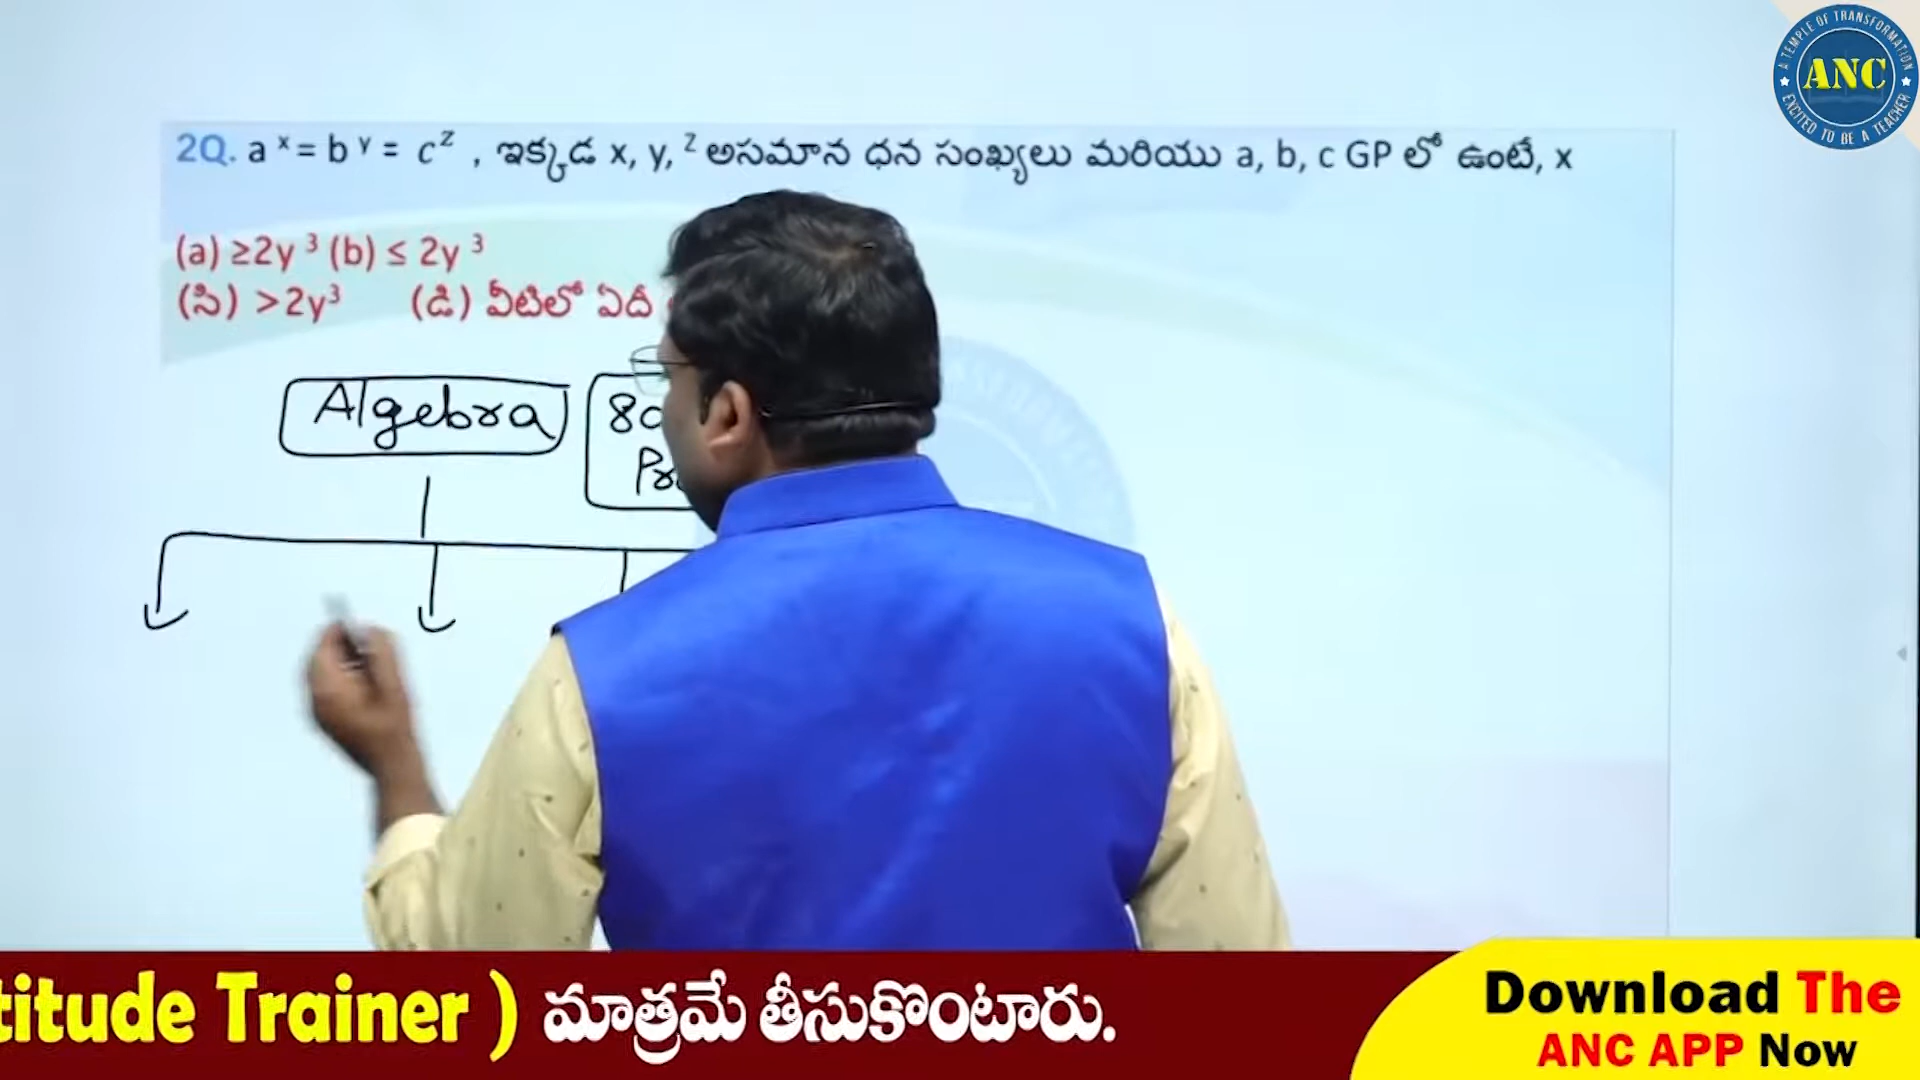 A TEMPLE OF TRANSFORMATION
ANC
EXCITED TO BE A TEACHER
2Q. a ˣ = b ʸ = cᶻ , ఇక్కడ x, y, ᶻ అసమాన ధన సంఖ్యలు మరియు a, b, c GP లో ఉంటే, x
(a) ≥2y ³ (b) ≤ 2y ³
(సి) >2y³ (డి) వీటిలో ఏదీ
Algebra
80
titude Trainer ) మాత్రమే తీసుకొంటారు.
Download The
ANC APP Now